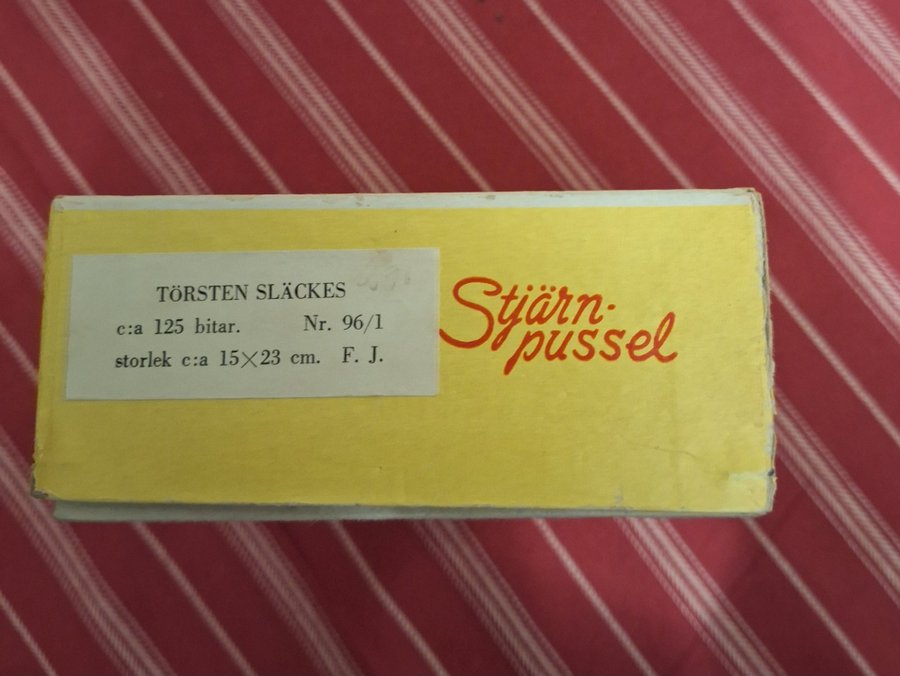 TÖRSTEN SLÄCKES
c:a 125 bitar. Nr. 96/1
storlek c:a 15×23 cm. F. J.
Stjärn-
pussel